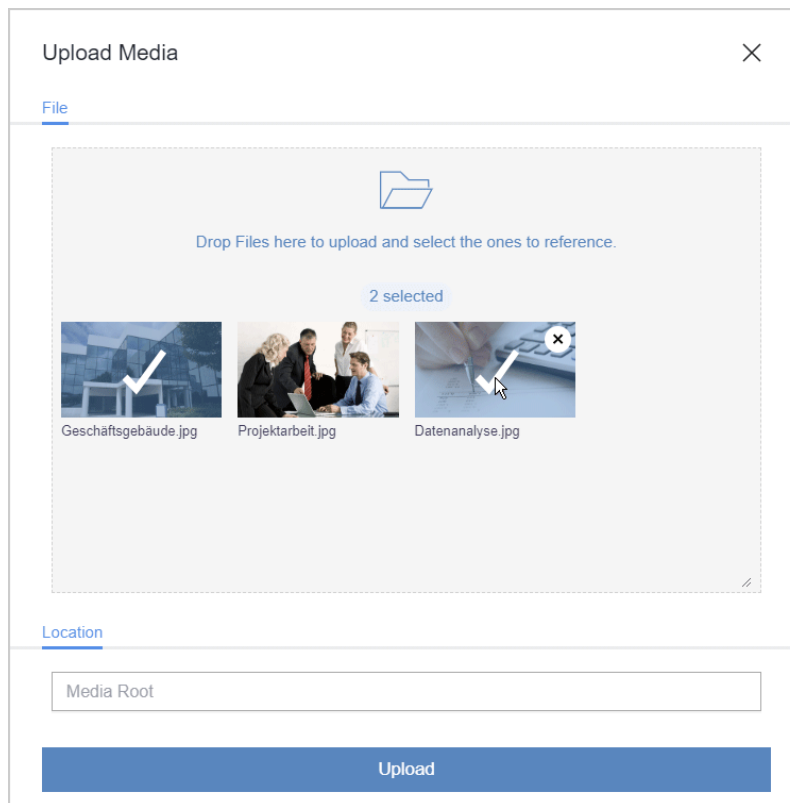 Upload Media
File
Drop Files here to upload and select the ones to reference.
2 selected
Geschäftsgebäude.jpg Projektarbeit.jpg Datenanalyse.jpg
Location
Media Root
Upload